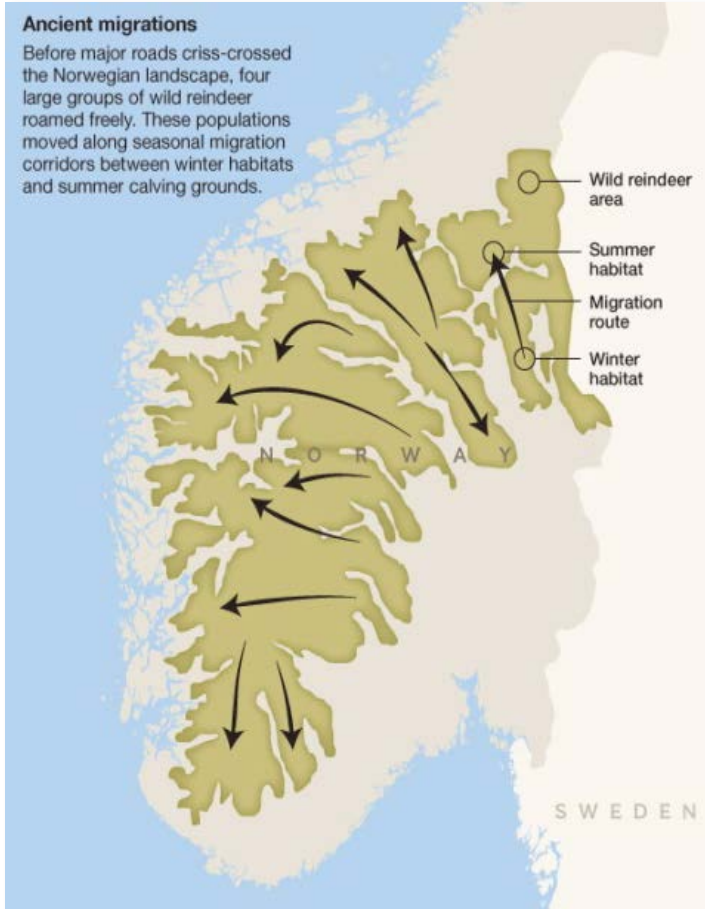 Ancient migrations
Before major roads criss-crossed
the Norwegian landscape, four
large groups of wild reindeer
roamed freely. These populations
moved along seasonal migration
corridors between winter habitats
and summer calving grounds.
Wild reindeer
area
Summer
habitat
Migration
route
Winter
habitat
NORWAY
SWEDEN